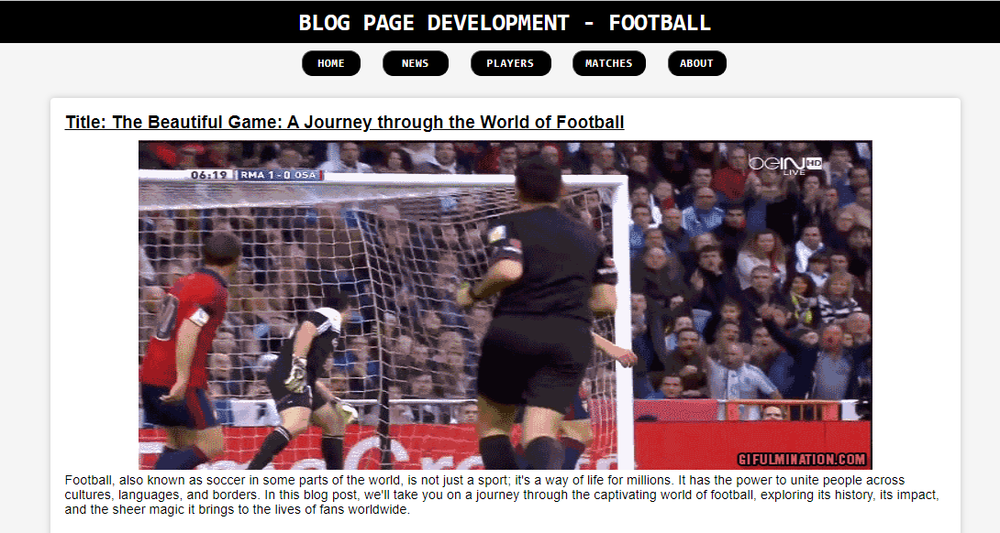 BLOG PAGE DEVELOPMENT - FOOTBALL
HOME NEWS PLAYERS MATCHES ABOUT
Title: The Beautiful Game: A Journey through the World of Football
06:19 RMA 1-0 OSA
beIN HD
LIVE
GIFULMINATION.COM
Football, also known as soccer in some parts of the world, is not just a sport; it's a way of life for millions. It has the power to unite people across
cultures, languages, and borders. In this blog post, we'll take you on a journey through the captivating world of football, exploring its history, its impact,
and the sheer magic it brings to the lives of fans worldwide.